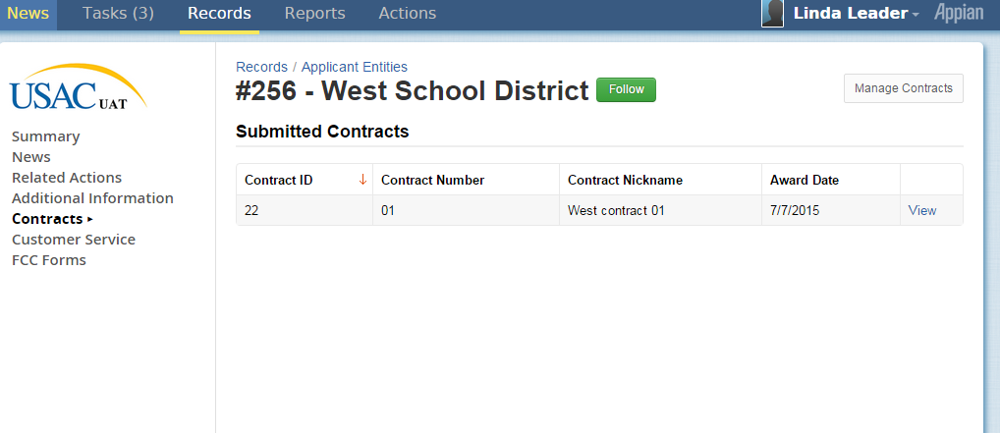 News Tasks (3) Records Reports Actions Linda Leader Appian
USAC UAT
Summary
News
Related Actions
Additional Information
Contracts ▸
Customer Service
FCC Forms
Records / Applicant Entities
#256 - West School District Follow Manage Contracts
Submitted Contracts
Contract ID ↓ Contract Number Contract Nickname Award Date
22 01 West contract 01 7/7/2015 View